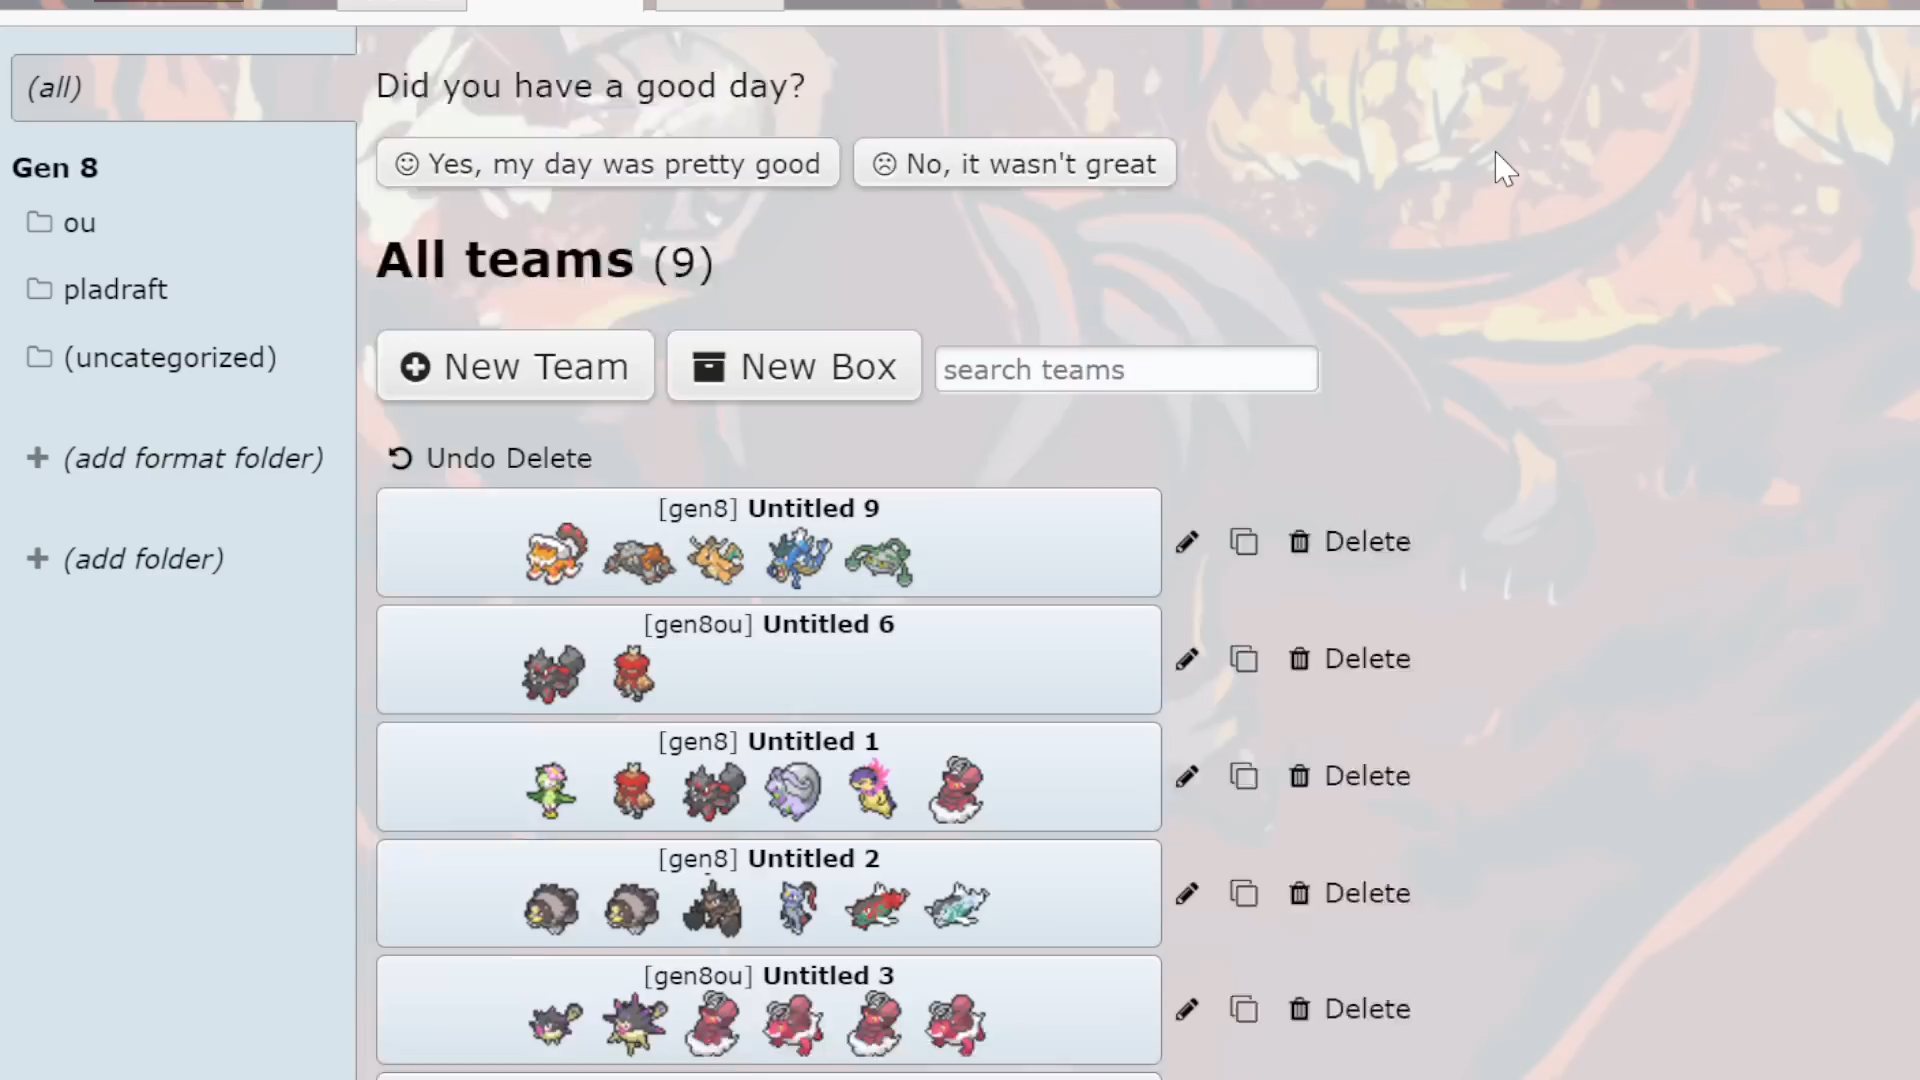 (all)
Gen 8
ou
pladraft
(uncategorized)
(add format folder)
(add folder)
Did you have a good day?
Yes, my day was pretty good
No, it wasn't great
All teams (9)
New Team
New Box
search teams
Undo Delete
[gen8] Untitled 9
Delete
[gen8ou] Untitled 6
Delete
[gen8] Untitled 1
Delete
[gen8] Untitled 2
Delete
[gen8ou] Untitled 3
Delete